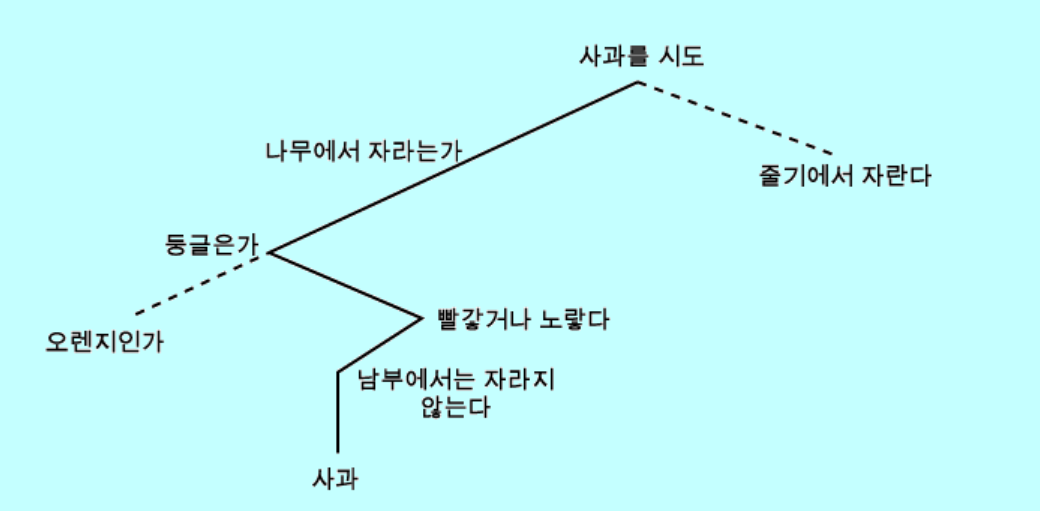 사과를 시도
나무에서 자라는가
줄기에서 자란다
둥글은가
빨갛거나 노랗다
오렌지인가
남부에서는 자라지
않는다
사과